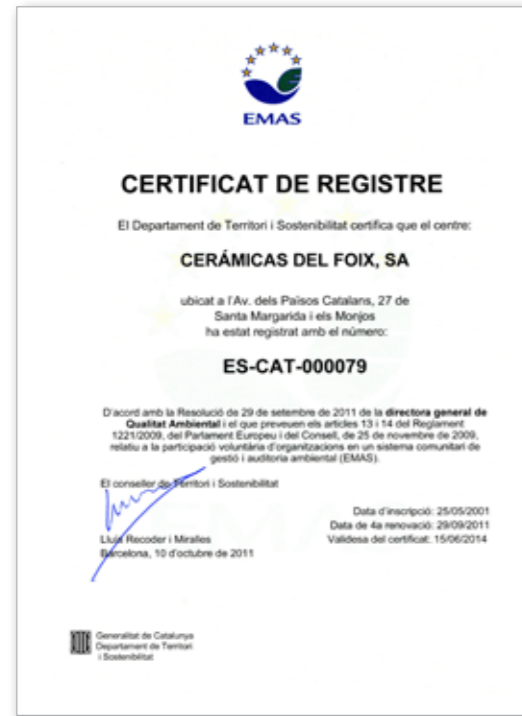 EMAS
CERTIFICAT DE REGISTRE
El Departament de Territori i Sostenibilitat certifica que el centre:
CERÁMICAS DEL FOIX, SA
ubicat a l'Av. dels Països Catalans, 27 de
Santa Margarida i els Monjos
ha estat registrat amb el número:
ES-CAT-000079
D'acord amb la Resolució de 29 de setembre de 2011 de la directora general de
Qualitat Ambiental i el que preveuen els articles 13 i 14 del Reglament
1221/2009, del Parlament Europeu i del Consell, de 25 de novembre de 2009,
relatiu a la participació voluntària d'organitzacions en un sistema comunitari de
gestió i auditoria ambiental (EMAS).
El conseller de Territori i Sostenibilitat
Data d'inscripció: 25/05/2001
Data de 4a renovació: 29/09/2011
Lluís Recoder i Miralles
Validesa del certificat: 15/06/2014
Barcelona, 10 d'octubre de 2011
Generalitat de Catalunya
Departament de Territori
i Sostenibilitat